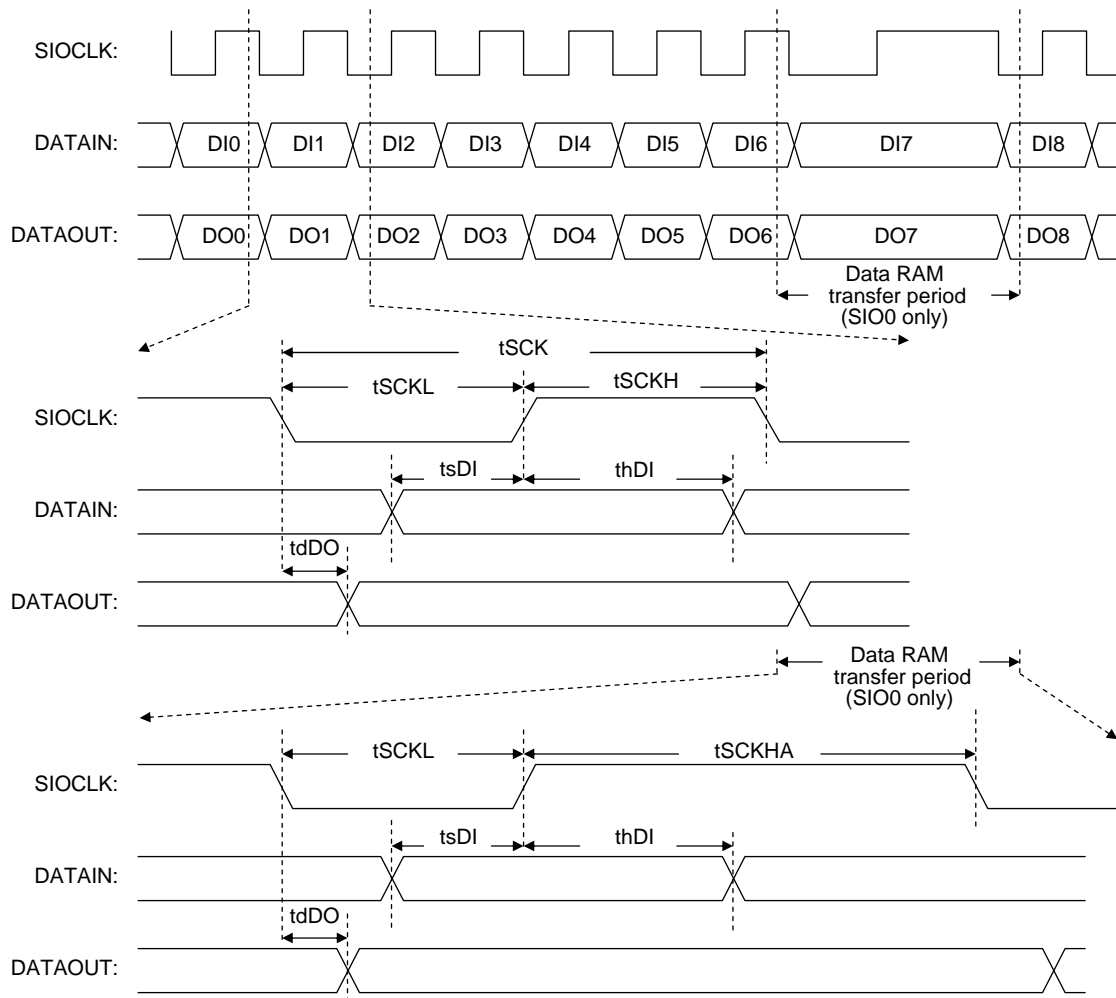 SIOCLK:
DATAIN: DI0 DI1 DI2 DI3 DI4 DI5 DI6 DI7 DI8
DATAOUT: DO0 DO1 DO2 DO3 DO4 DO5 DO6 DO7 DO8
Data RAM
transfer period
(SIO0 only)
tSCK
tSCKL tSCKH
SIOCLK:
tsDI thDI
DATAIN:
tdDO
DATAOUT:
Data RAM
transfer period
(SIO0 only)
tSCKL tSCKHA
SIOCLK:
tsDI thDI
DATAIN:
tdDO
DATAOUT: